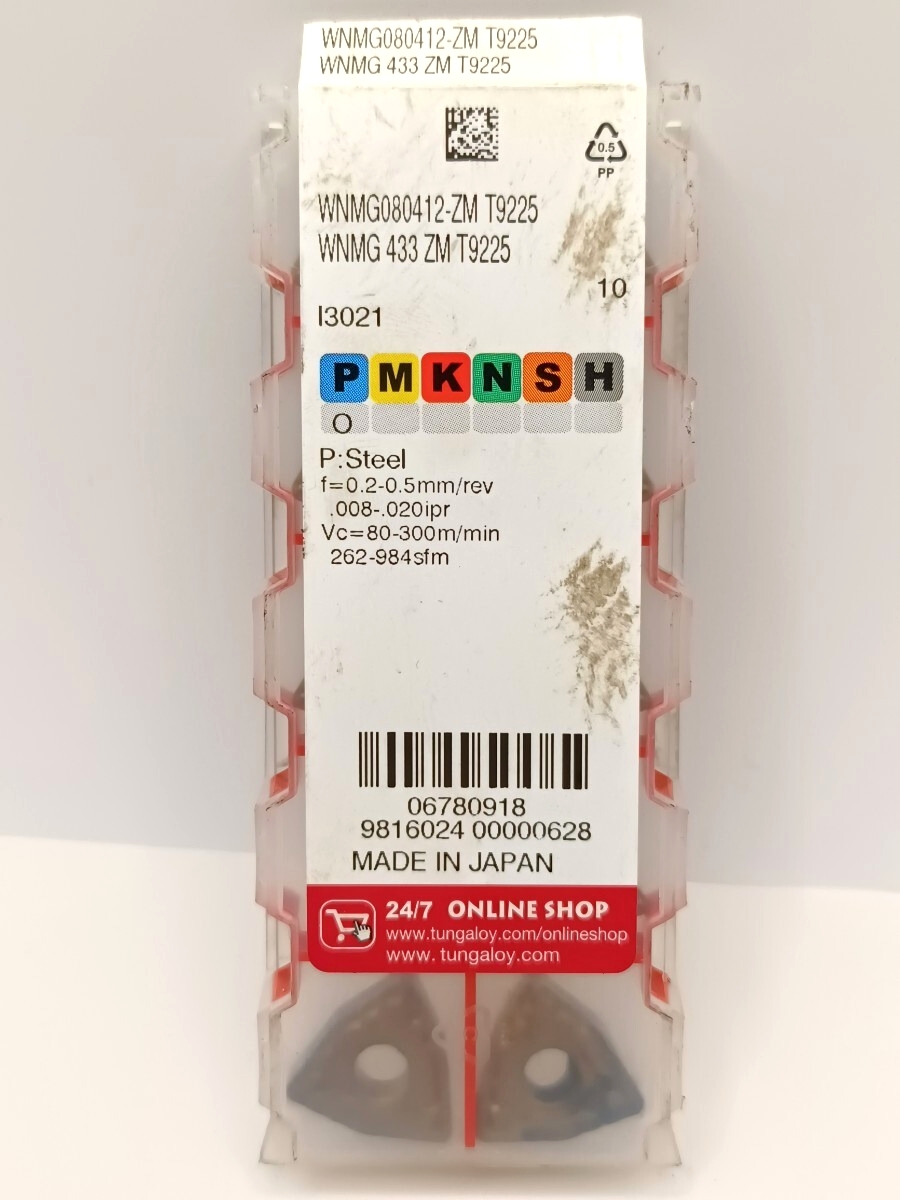 WNMG080412-ZM T9225
WNMG 433 ZM T9225
0.5
PP
WNMG080412-ZM T9225
WNMG 433 ZM T9225
10
I3021
P M K N S H
O
P:Steel
f=0.2-0.5mm/rev
.008-.020ipr
Vc=80-300m/min
262-984sfm
06780918
9816024 00000628
MADE IN JAPAN
24/7 ONLINE SHOP
www.tungaloy.com/onlineshop
www. tungaloy.com